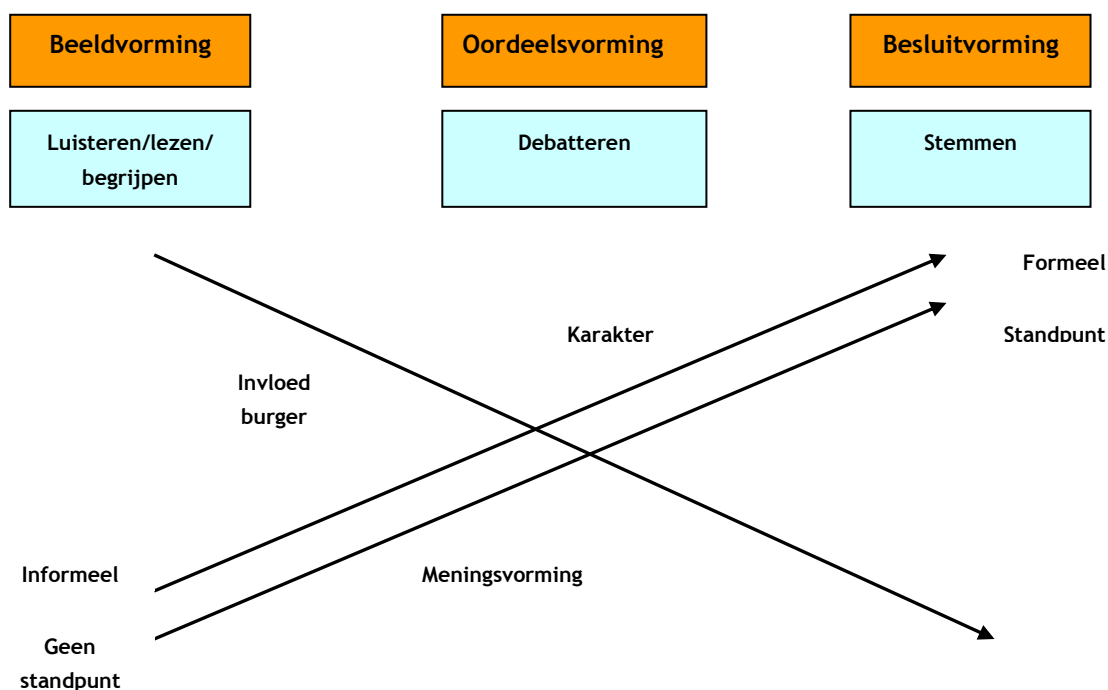 Beeldvorming
Oordeelsvorming
Besluitvorming
Luisteren/lezen/
begrijpen
Debatteren
Stemmen
Formeel
Karakter
Standpunt
Invloed
burger
Informeel
Meningsvorming
Geen
standpunt